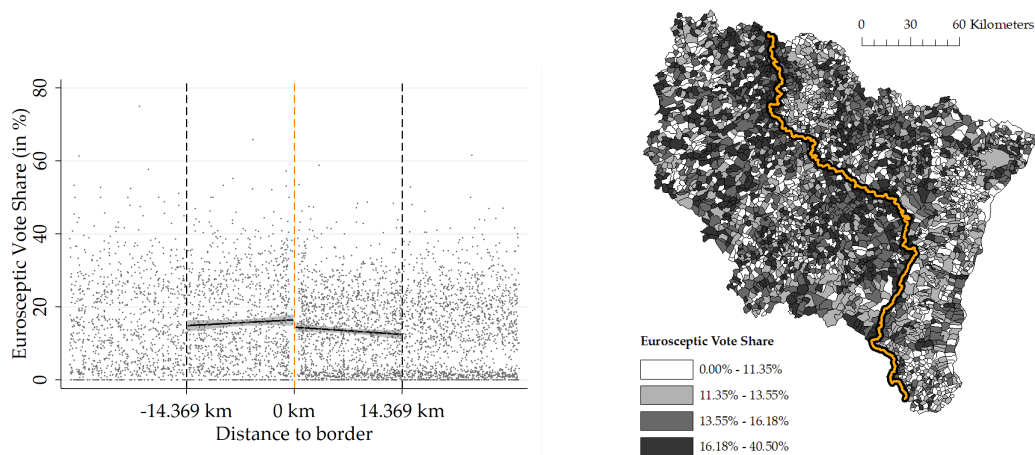 Eurosceptic Vote Share (in %)
80
60
40
20
0
-14.369 km 0 km 14.369 km
Distance to border
0 30 60 Kilometers
Eurosceptic Vote Share
0.00% - 11.35%
11.35% - 13.55%
13.55% - 16.18%
16.18% - 40.50%